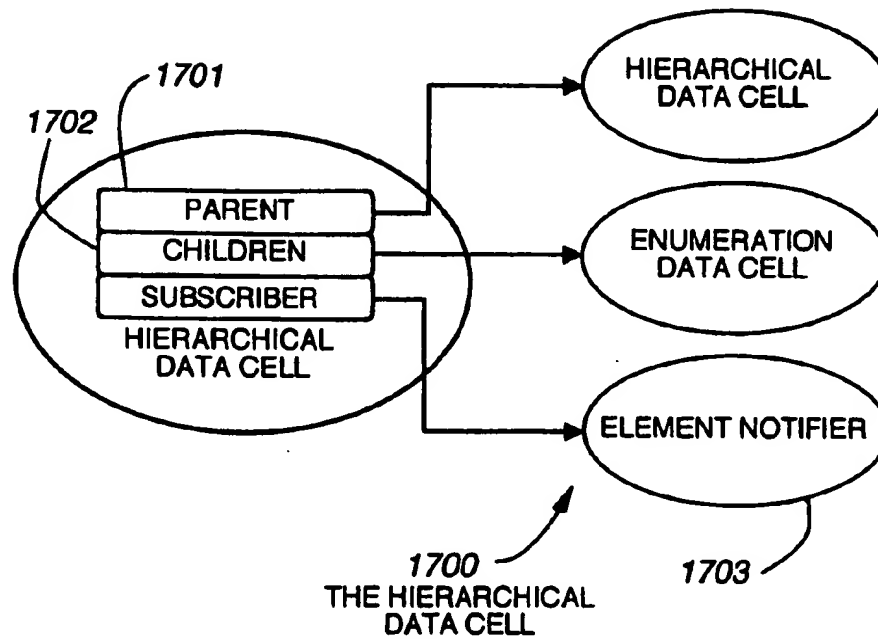 1701
1702
PARENT
CHILDREN
SUBSCRIBER
HIERARCHICAL
DATA CELL
HIERARCHICAL
DATA CELL
ENUMERATION
DATA CELL
ELEMENT NOTIFIER
1700
THE HIERARCHICAL
DATA CELL
1703